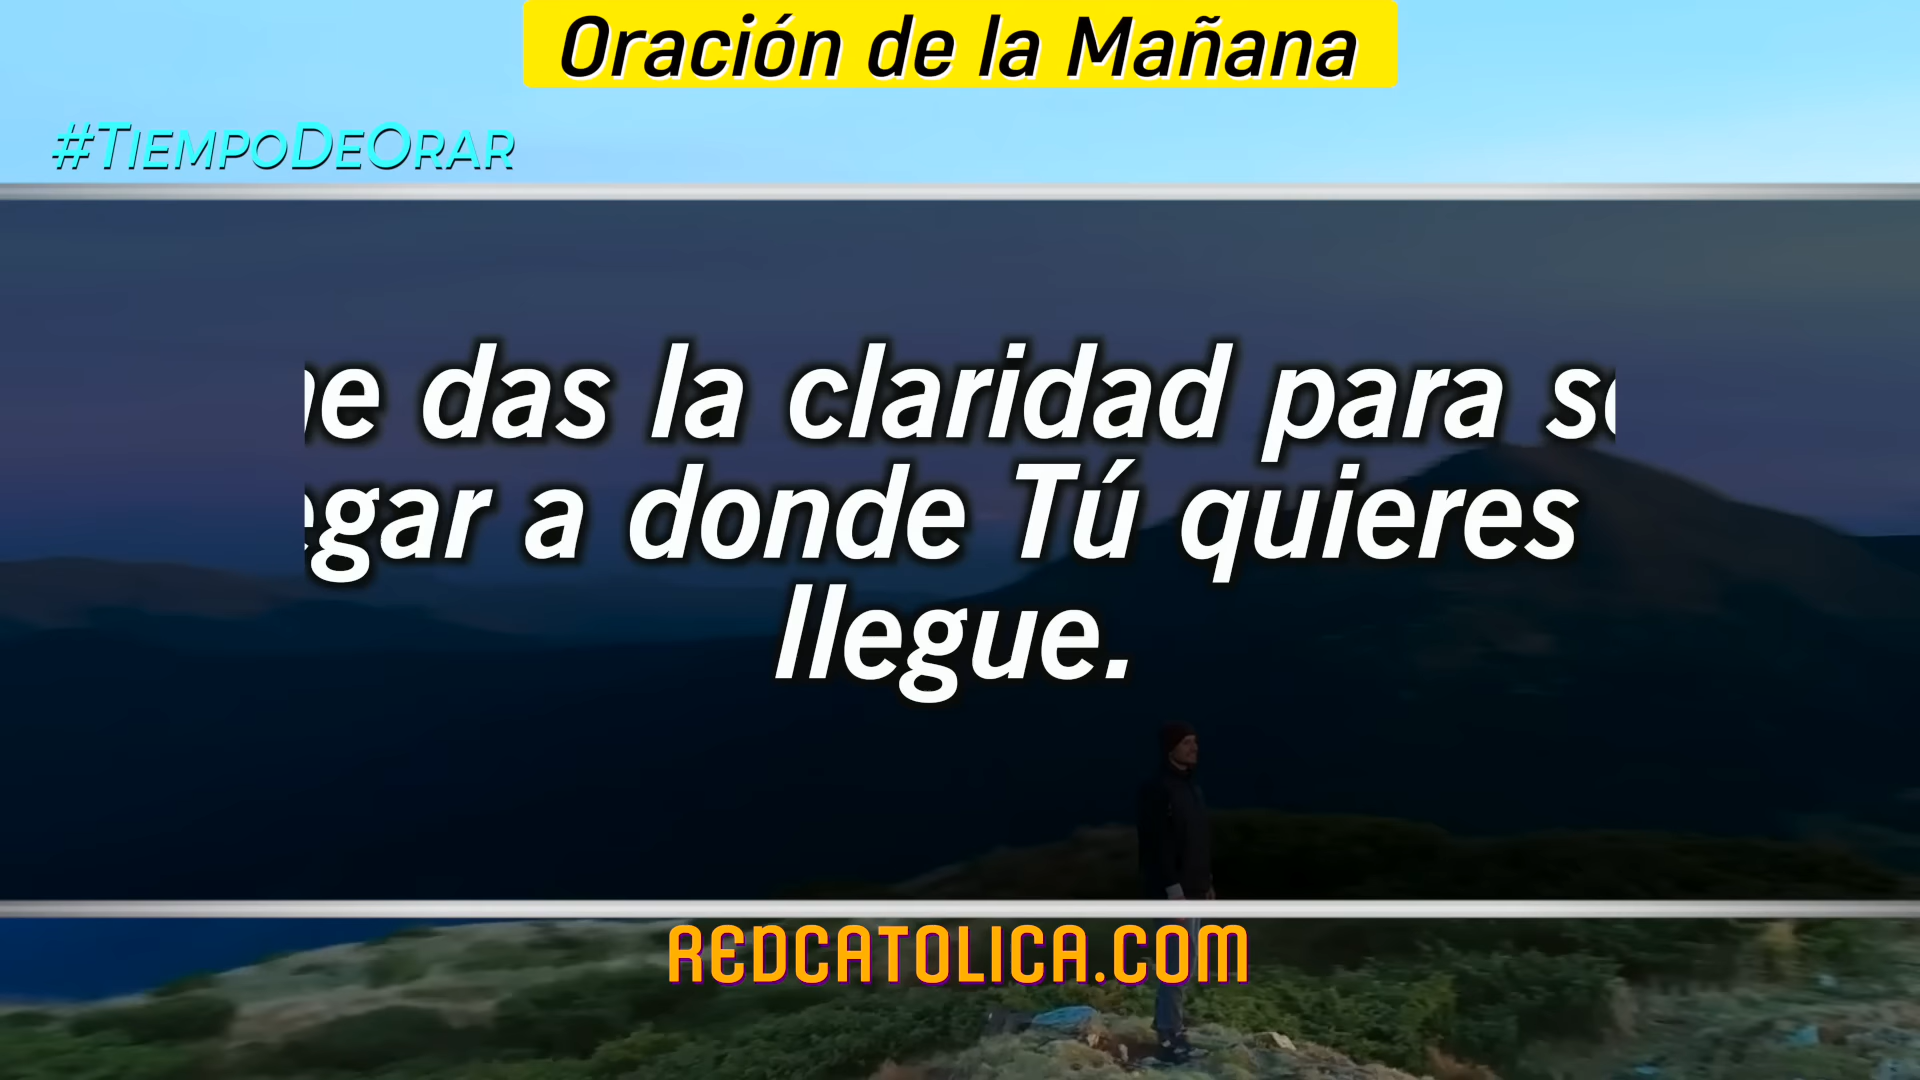 Oración de la Mañana
#TiempoDeOrar
das la claridad para
a donde Tú quieres
llegue.
REDCATOLICA.COM